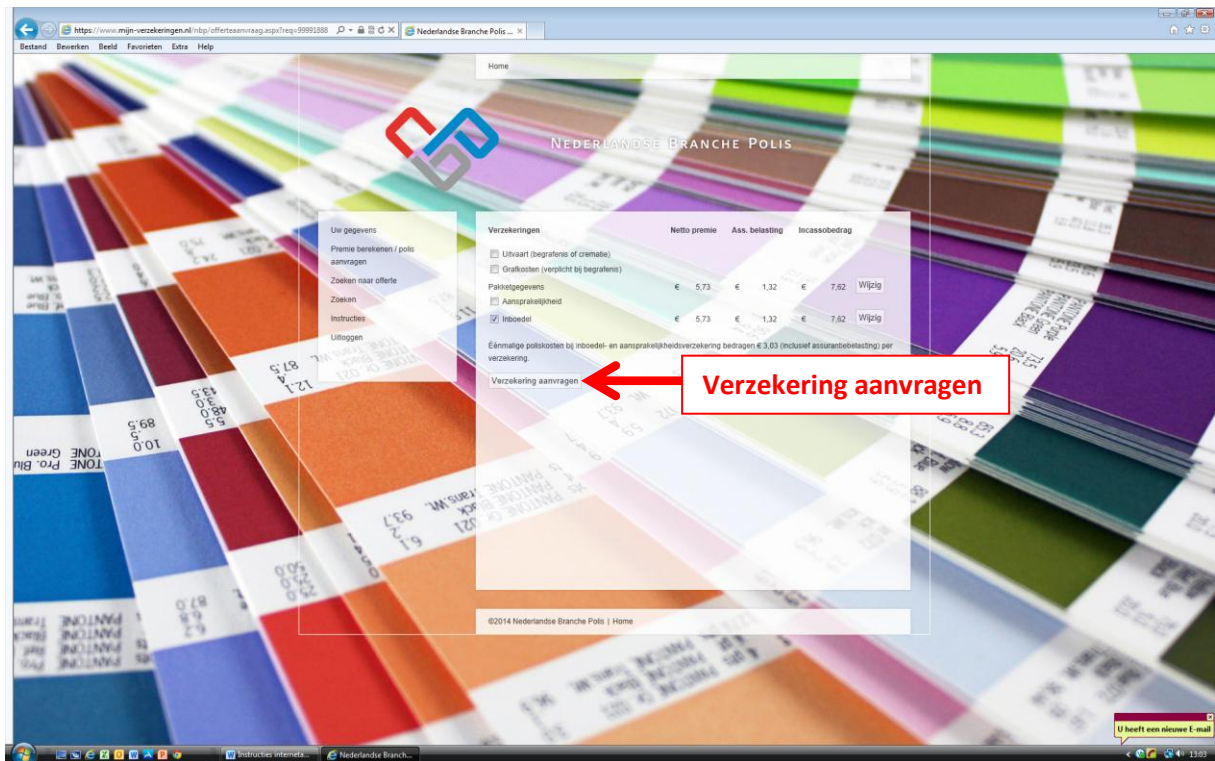 https://www.mijn-verzekeringen.nl/nbp/offerteaanvraag.aspx?req=99991888
Nederlandse Branche Polis ...
Bestand Bewerken Beeld Favorieten Extra Help
Home
NEDERLANDSE BRANCHE POLIS
Uw gegevens
Premie berekenen / polis
aanvragen
Zoeken naar offerte
Zoeken
Instructies
Uitloggen
Verzekeringen Netto premie Ass. belasting Incassobedrag
Uitvaart (begrafenis of crematie)
Grafkosten (verplicht bij begrafenis)
Pakketgegevens € 5,73 € 1,32 € 7,62 Wijzig
Aansprakelijkheid
Inboedel € 5,73 € 1,32 € 7,62 Wijzig
Éénmalige poliskosten bij inboedel- en aansprakelijkheidsverzekering bedragen € 3,03 (inclusief assurantiebelasting) per
verzekering.
Verzekering aanvragen
Verzekering aanvragen
©2014 Nederlandse Branche Polis | Home
U heeft een nieuwe E-mail
Instructies interneta...
Nederlandse Branch...
13:03